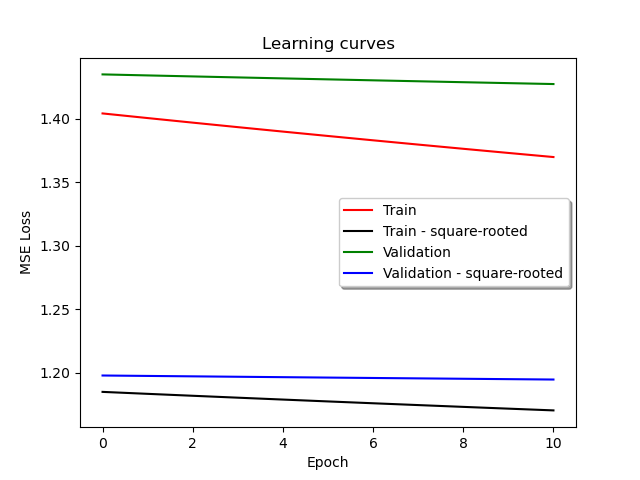 Learning curves
MSE Loss
1.40
1.35
1.30
1.25
1.20
Train
Train - square-rooted
Validation
Validation - square-rooted
0 2 4 6 8 10
Epoch